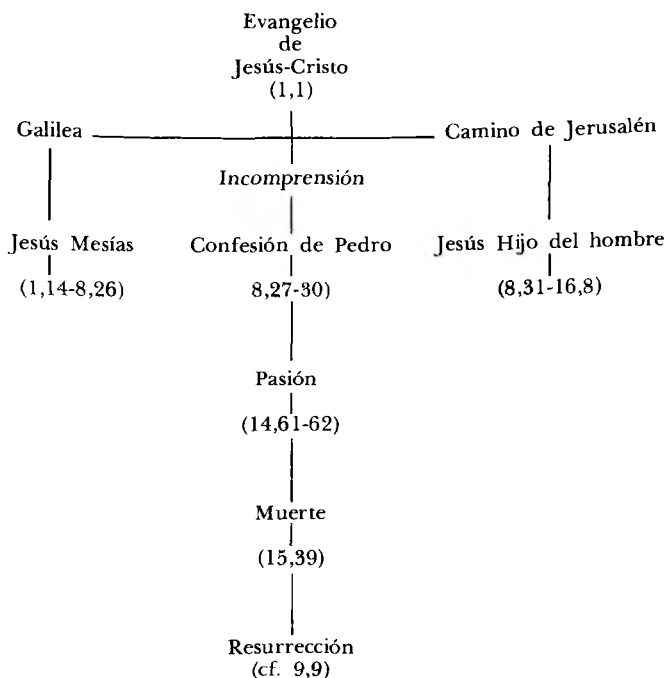 Evangelio
de
Jesús-Cristo
(1,1)
Galilea
Camino de Jerusalén
Incomprensión
Jesús Mesías
Confesión de Pedro
Jesús Hijo del hombre
(1,14-8,26)
8,27-30)
(8,31-16,8)
Pasión
(14,61-62)
Muerte
(15,39)
Resurrección
(cf. 9,9)